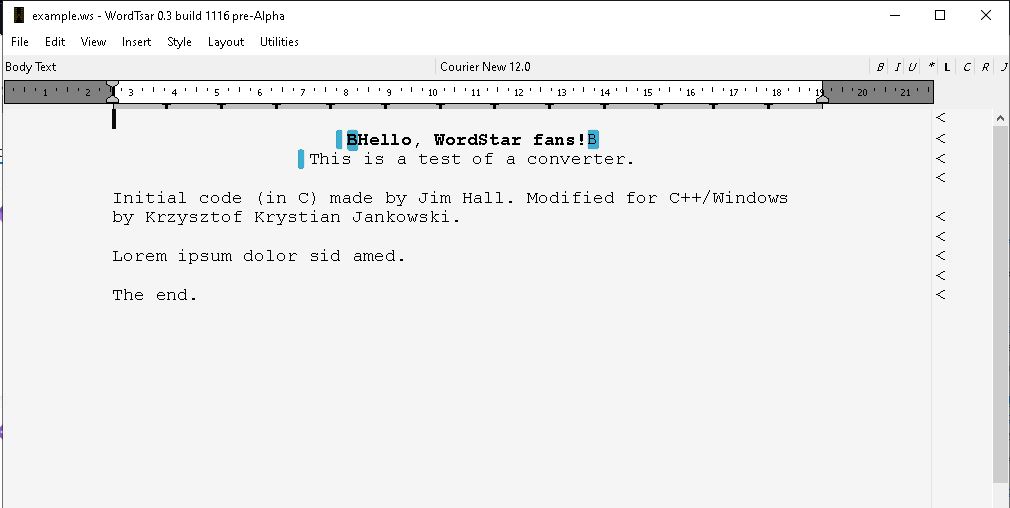 example.ws - WordTsar 0.3 build 1116 pre-Alpha
File Edit View Insert Style Layout Utilities
Body Text Courier New 12.0 B I U * L C R J
1 2 3 4 5 6 7 8 9 10 11 12 13 14 15 16 17 18 19 20 21
<
BHello, WordStar fans!B <
This is a test of a converter. <
<
Initial code (in C) made by Jim Hall. Modified for C++/Windows
by Krzysztof Krystian Jankowski. <
<
Lorem ipsum dolor sid amed. <
<
The end. <